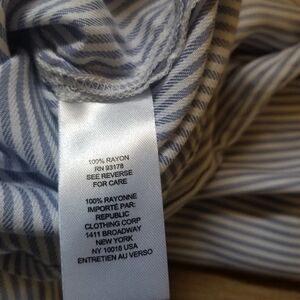 100% RAYON
RN 93178
SEE REVERSE
FOR CARE
100% RAYONNE
IMPORTÉ PAR:
REPUBLIC
CLOTHING CORP
1411 BROADWAY
NEW YORK
NY 10018 USA
ENTRETIEN AU VERSO